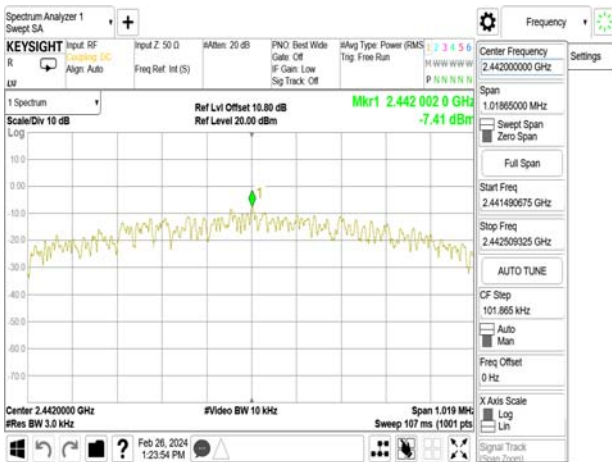 Spectrum Analyzer 1
Swept SA
Frequency
KEYSIGHT
R
Input: RF
Coupling: DC
Align: Auto
Input Z: 50 Ω
Freq Ref: Int (S)
#Atten: 20 dB
PNO: Best Wide
Gate: Off
IF Gain: Low
Sig Track: Off
#Avg Type: Power (RMS
Trig: Free Run
1 2 3 4 5 6
M W W W W W
P N N N N N
1 Spectrum
Scale/Div 10 dB
Ref Lvl Offset 10.80 dB
Ref Level 20.00 dBm
Mkr1 2.442 002 0 GHz
-7.41 dBm
Log
10.0
0.00
-10.0
-20.0
-30.0
-40.0
-50.0
-60.0
-70.0
1
Center 2.4420000 GHz
#Res BW 3.0 kHz
#Video BW 10 kHz
Span 1.019 MHz
Sweep 107 ms (1001 pts
Feb 26, 2024
1:23:54 PM
Center Frequency
2.442000000 GHz
Settings
Span
1.01865000 MHz
Swept Span
Zero Span
Full Span
Start Freq
2.441490675 GHz
Stop Freq
2.442509325 GHz
AUTO TUNE
CF Step
101.865 kHz
Auto
Man
Freq Offset
0 Hz
X Axis Scale
Log
Lin
Signal Track
(Span Zoom)